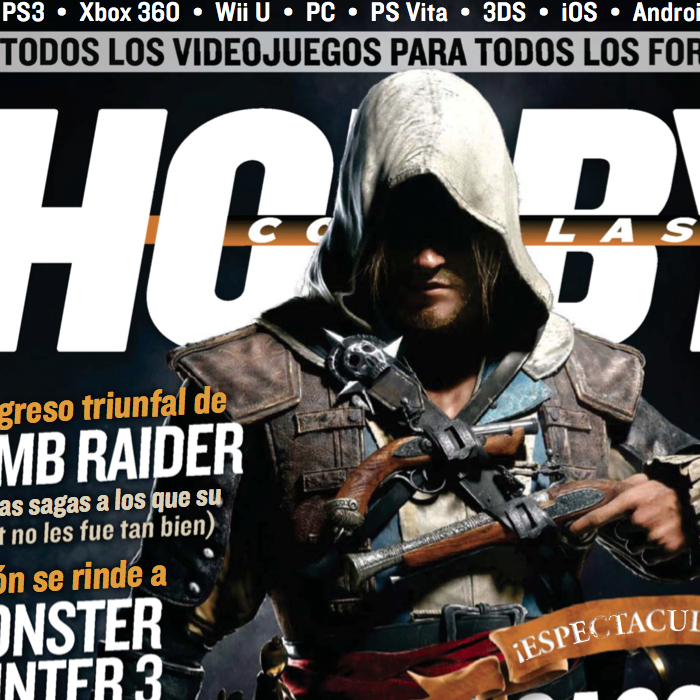 PS3 • Xbox 360 • Wii U • PC • PS Vita • 3DS • iOS • Androi
TODOS LOS VIDEOJUEGOS PARA TODOS LOS FOR
HO BY
CO LAS
greso triunfal de
MB RAIDER
as sagas a los que su
t no les fue tan bien)
ón se rinde a
ONSTER
UNTER 3
¡ESPECTACUL